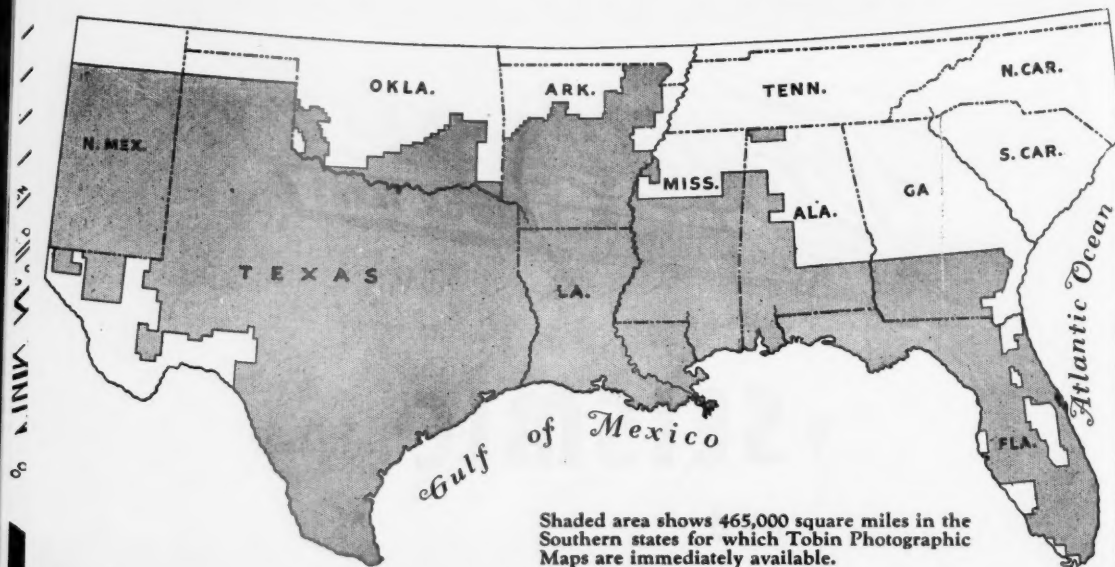 OKLA.
ARK.
TENN.
N. CAR.
N. MEX.
MISS.
ALA.
GA
S. CAR.
TEXAS
LA.
FLA.
Gulf of Mexico
Atlantic Ocean
Shaded area shows 465,000 square miles in the
Southern states for which Tobin Photographic
Maps are immediately available.